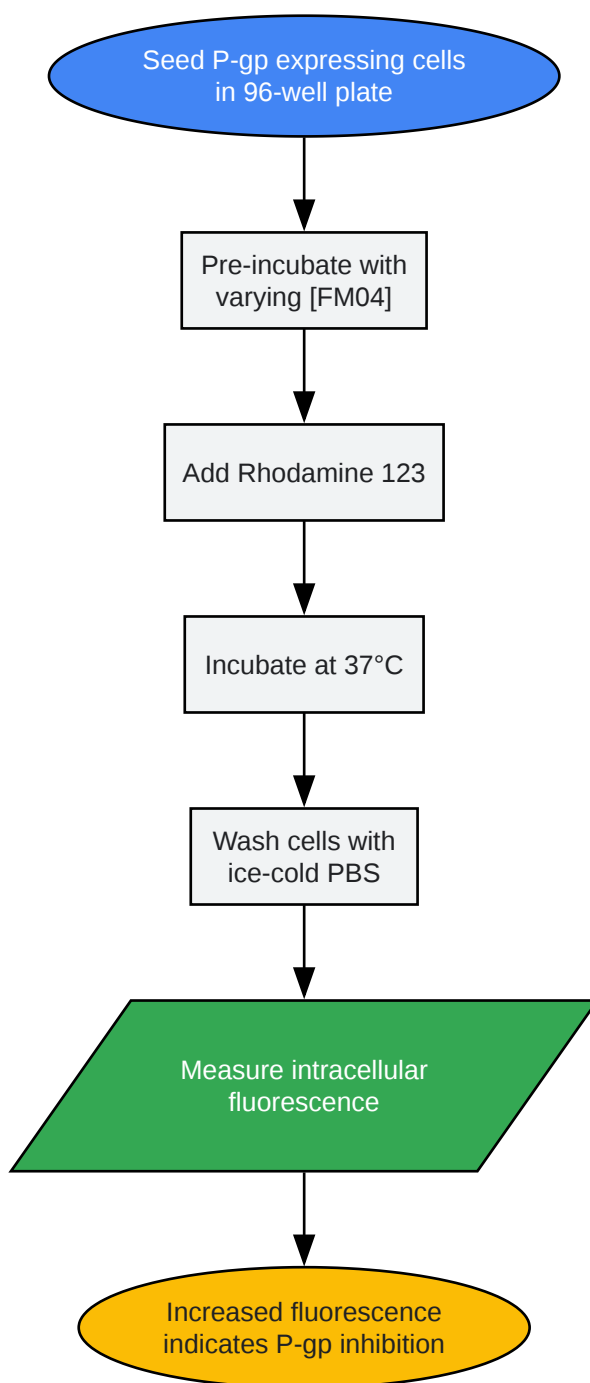 Seed P-gp expressing cells
in 96-well plate
Pre-incubate with
varying [FM04]
Add Rhodamine 123
Incubate at 37°C
Wash cells with
ice-cold PBS
Measure intracellular
fluorescence
Increased fluorescence
indicates P-gp inhibition